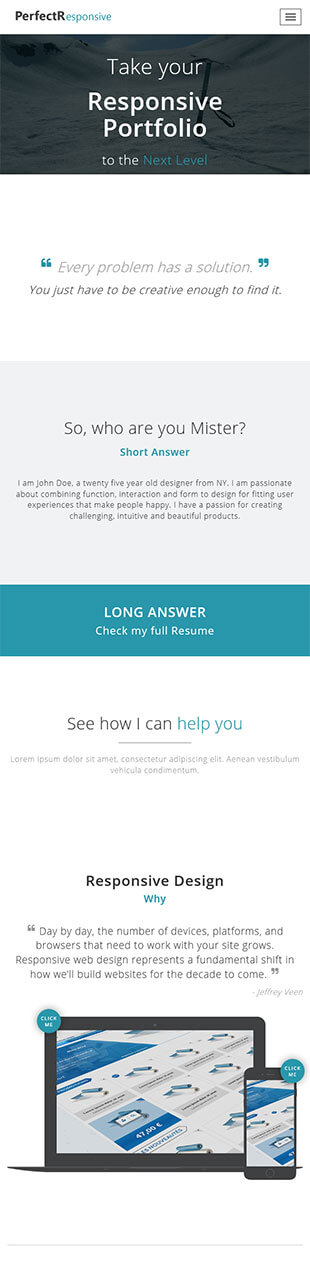 PerfectResponsive
Take your
Responsive
Portfolio
to the Next Level
❝ Every problem has a solution. ❞
You just have to be creative enough to find it.
So, who are you Mister?
Short Answer
I am John Doe, a twenty five year old designer from NY. I am passionate
about combining function, interaction and form to design for fitting user
experiences that make people happy. I have a passion for creating
challenging, intuitive and beautiful products.
LONG ANSWER
Check my full Resume
See how I can help you
Lorem ipsum dolor sit amet, consectetur adipiscing elit. Aenean vestibulum
vehicula condimentum.
Responsive Design
Why
❝ Day by day, the number of devices, platforms, and
browsers that need to work with your site grows.
Responsive web design represents a fundamental shift in
how we'll build websites for the decade to come. ❞
- Jeffrey Veen
CLICK
ME
CLICK
ME
47,00 €
LES NOUVEAUTÉS